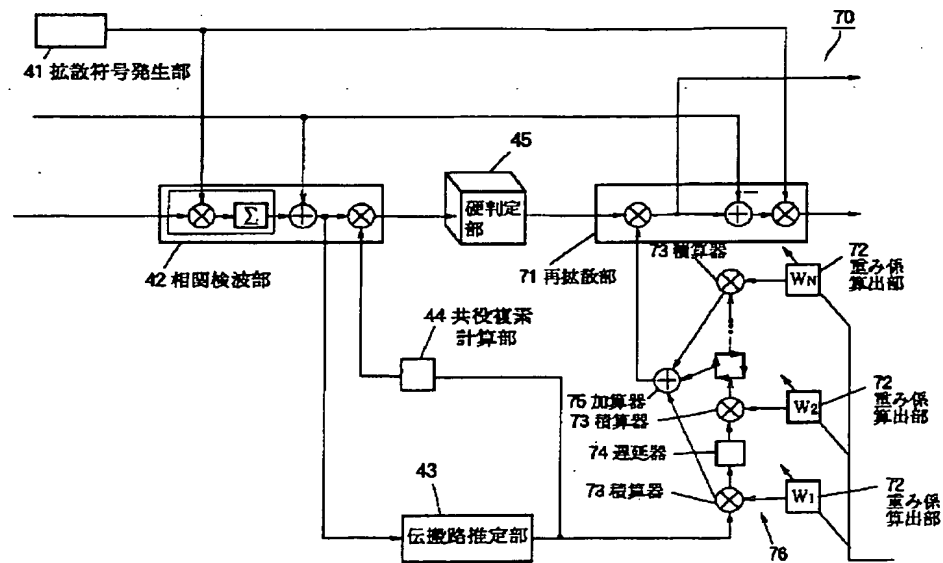 70
41 拡散符号発生部
45
硬判定
部
Σ
42 相関検波部
71 再拡散部
73 積算器
WN
72
重み係
算出部
44 共役複素
計算部
75 加算器
73 積算器
W2
72
重み係
算出部
74 遅延器
43
伝搬路推定部
73 積算器
W1
72
重み係
算出部
76